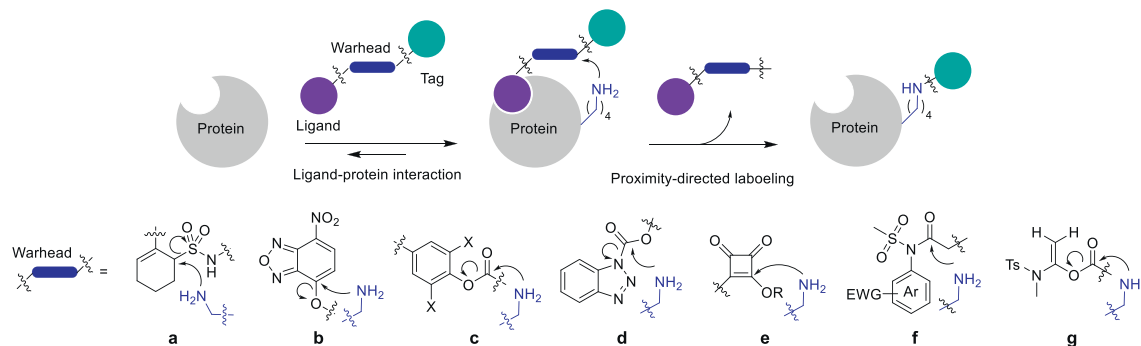 Warhead
Tag
NH2
( )4
HN
( )4
Protein
Ligand
Protein
Protein
Ligand-protein interaction
Proximity-directed laboeling
Warhead
=
O O
S
N
H
H2N
a
NO2
N
O
N
O
NH2
b
X
O
O
X
NH2
c
O
O
N
N
N
NH2
d
O O
OR
NH2
e
O
S
O
O
N
EWG
Ar
NH2
f
H H
Ts
N
O
O
NH
g